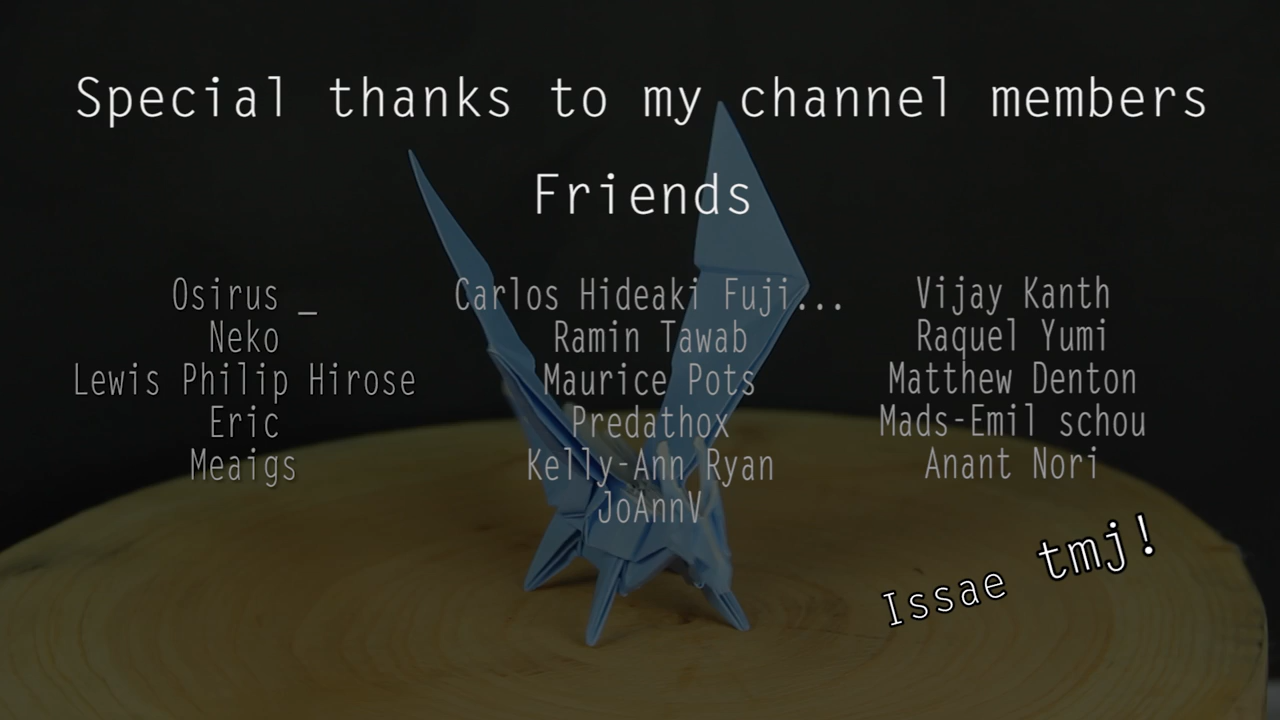 Special thanks to my channel members
Friends
Osirus _
Neko
Lewis Philip Hirose
Eric
Meaigs
Carlos Hideaki Fuji...
Ramin Tawab
Maurice Pots
Predathox
Kelly-Ann Ryan
JoAnnV
Vijay Kanth
Raquel Yumi
Matthew Denton
Mads-Emil schou
Anant Nori
Issae tmj!